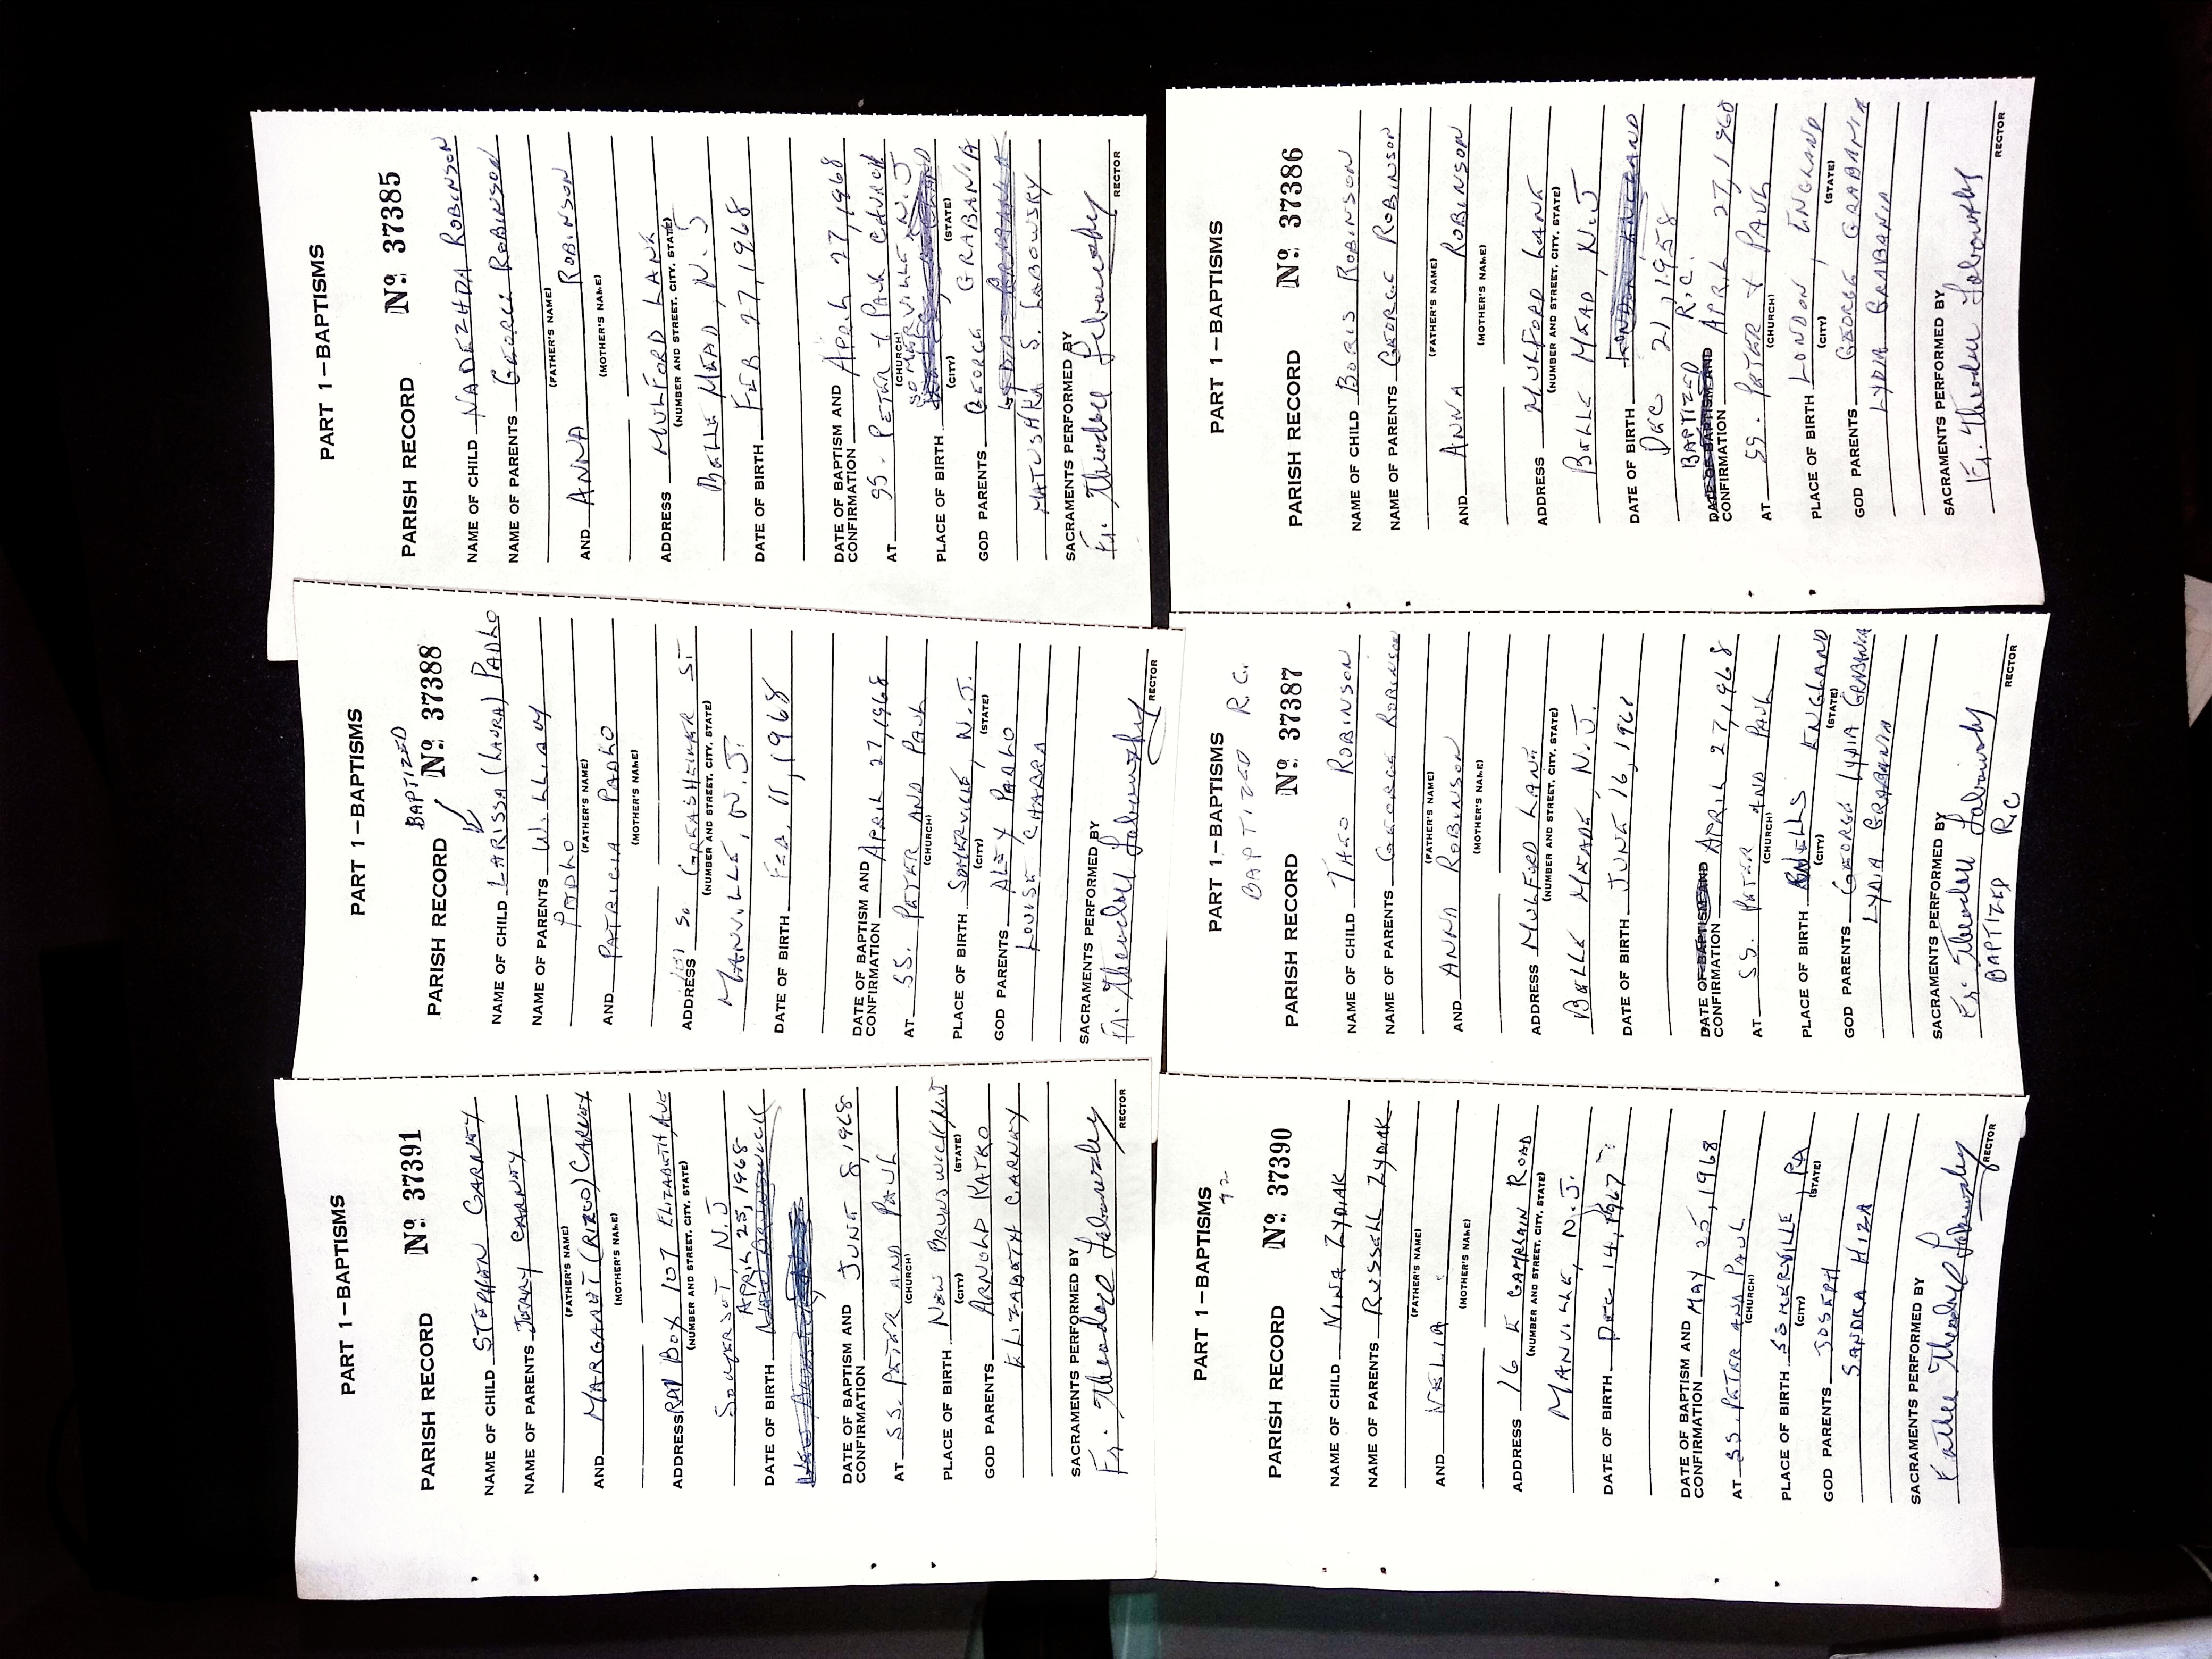 PART 1—BAPTISMS
PARISH RECORD Nº 37391
NAME OF CHILD STEPHEN CARNEY
NAME OF PARENTS JERRY CARNEY
(FATHER'S NAME)
AND MARGARET (RIZCO) CARNEY
(MOTHER'S NAME)
ADDRESS RD1 BOX 107 ELIZABETH AVE
(NUMBER AND STREET, CITY, STATE)
SOMERSET, N.J
APRIL 25, 1968
DATE OF BIRTH NEW BRUNSWICK
DATE OF BAPTISM AND
CONFIRMATION JUNE 8, 1968
AT SS. PETER AND PAUL
(CHURCH)
PLACE OF BIRTH NEW BRUNSWICK, N.J
(CITY) (STATE)
GOD PARENTS ARNOLD KATKO
ELIZABETH CARNEY
SACRAMENTS PERFORMED BY
Fr. Theodore Labowsky
RECTOR
PART 1—BAPTISMS
BAPTIZED
PARISH RECORD Nº 37388
NAME OF CHILD LARISSA (LAURA) PADLO
NAME OF PARENTS WILLIAM
PADLO
(FATHER'S NAME)
AND PATRICIA PADLO
(MOTHER'S NAME)
ADDRESS 101 SO GREASHEIMER ST
(NUMBER AND STREET, CITY, STATE)
MANVILLE, N.J.
DATE OF BIRTH FEB. 11, 1968
DATE OF BAPTISM AND
CONFIRMATION APRIL 27, 1968
AT SS. PETER AND PAUL
(CHURCH)
PLACE OF BIRTH SOMERVILLE, N.J.
(CITY) (STATE)
GOD PARENTS ALEX PADLO
LOUISE CHABRA
SACRAMENTS PERFORMED BY
Fr. Theodore Labowsky
RECTOR
PART 1—BAPTISMS
PARISH RECORD Nº 37385
NAME OF CHILD NADEZHDA ROBINSON
NAME OF PARENTS GEORGE ROBINSON
(FATHER'S NAME)
AND ANNA ROBINSON
(MOTHER'S NAME)
ADDRESS MULFORD LANE
(NUMBER AND STREET, CITY, STATE)
BELLE MEAD, N.J
DATE OF BIRTH FEB 27, 1968
DATE OF BAPTISM AND
CONFIRMATION APRIL 27, 1968
AT SS. PETER + PAUL CHURCH
(CHURCH)
SOMERVILLE, N.J
PLACE OF BIRTH ENGLAND
(CITY) (STATE)
GOD PARENTS GEORGE GRABANIA
LYDIA GRABANIA
MATUSHKA S. LABOWSKY
SACRAMENTS PERFORMED BY
Fr. Theodore Labowsky
RECTOR
PART 1—BAPTISMS
42
PARISH RECORD Nº 37390
NAME OF CHILD NINA ZYDIAK
NAME OF PARENTS RUSSELL ZYDIAK
(FATHER'S NAME)
AND VELIA
(MOTHER'S NAME)
ADDRESS 16 E CAMPLAIN ROAD
(NUMBER AND STREET, CITY, STATE)
MANVILLE, N.J.
DATE OF BIRTH DEC 14, 1967
DATE OF BAPTISM AND
CONFIRMATION MAY 25, 1968
AT SS. PETER AND PAUL
(CHURCH)
PLACE OF BIRTH SOMERVILLE, PA
(CITY) (STATE)
GOD PARENTS JOSEPH
SANDRA HIZA
SACRAMENTS PERFORMED BY
Father Theodore Labowsky
RECTOR
PART 1—BAPTISMS
BAPTIZED R.C.
PARISH RECORD Nº 37387
NAME OF CHILD THEO ROBINSON
NAME OF PARENTS GEORGE ROBINSON
(FATHER'S NAME)
AND ANNA ROBINSON
(MOTHER'S NAME)
ADDRESS MULFORD LANE
(NUMBER AND STREET, CITY, STATE)
BELLE MEADE, N.J.
DATE OF BIRTH JUNE 16, 1961
DATE OF BAPTISM AND
CONFIRMATION APRIL 27, 1968
AT SS. PETER AND PAUL
(CHURCH)
PLACE OF BIRTH ENGLAND
(CITY) (STATE)
GOD PARENTS GEORGE LYDIA GRABANIA
LYDIA GRABANIA
SACRAMENTS PERFORMED BY
Fr. Theodore Labowsky
BAPTIZED R.C
RECTOR
PART 1—BAPTISMS
PARISH RECORD Nº 37386
NAME OF CHILD BORIS ROBINSON
NAME OF PARENTS GEORGE ROBINSON
(FATHER'S NAME)
AND ANNA ROBINSON
(MOTHER'S NAME)
ADDRESS MULFORD LANE
(NUMBER AND STREET, CITY, STATE)
BELLE MEAD, N.J
DATE OF BIRTH LONDON, ENGLAND
DEC 21, 1958
BAPTIZED R.C.
DATE OF BAPTISM AND
CONFIRMATION APRIL 27, 1968
AT SS. PETER + PAUL
(CHURCH)
PLACE OF BIRTH LONDON, ENGLAND
(CITY) (STATE)
GOD PARENTS GEORGE GRABANIA
LYDIA GRABANIA
SACRAMENTS PERFORMED BY
Fr. Theodore Labowsky
RECTOR